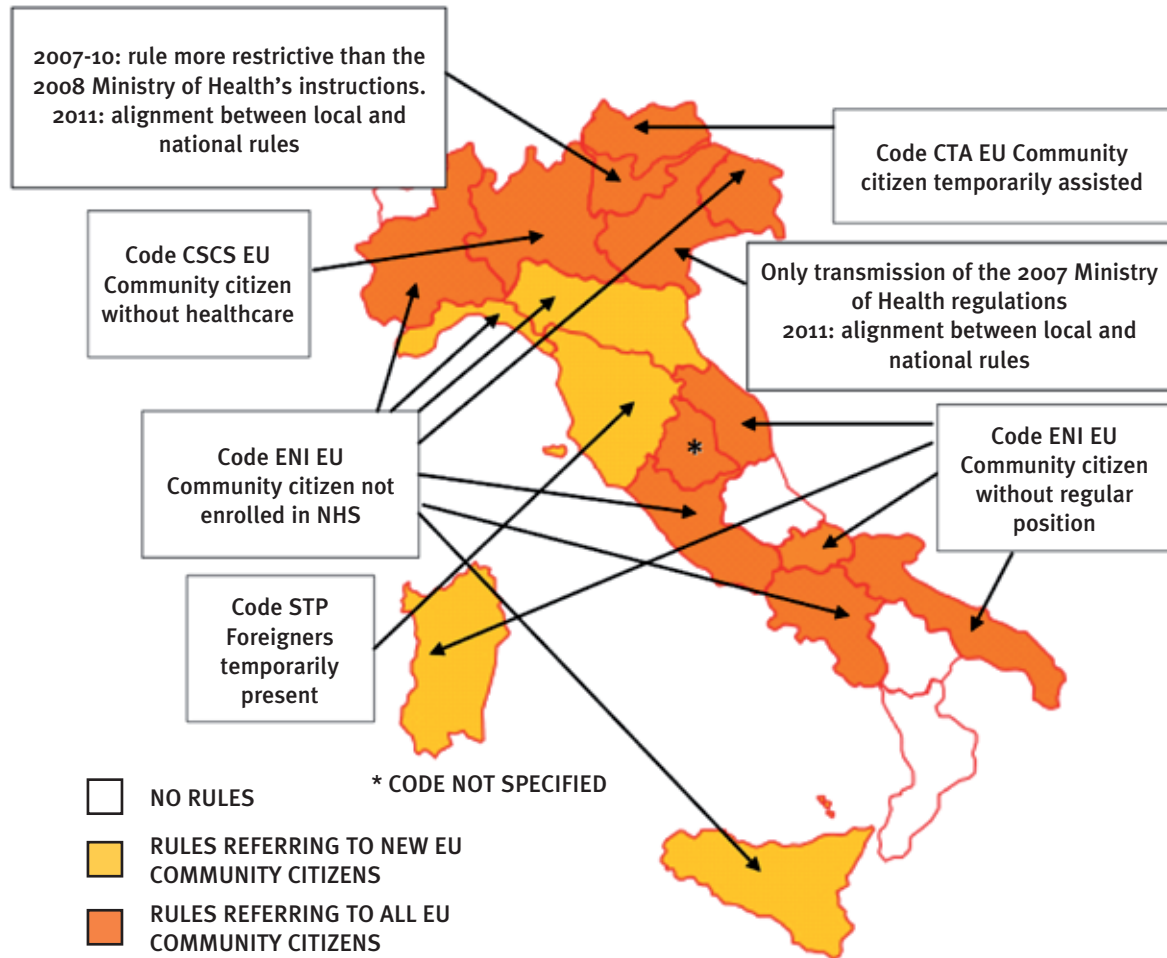 2007-10: rule more restrictive than the
2008 Ministry of Health's instructions.
2011: alignment between local and
national rules
Code CTA EU Community
citizen temporarily assisted
Code CSCS EU
Community citizen
without healthcare
Only transmission of the 2007 Ministry
of Health regulations
2011: alignment between local and
national rules
Code ENI EU
Community citizen not
enrolled in NHS
*
Code ENI EU
Community citizen
without regular
position
Code STP
Foreigners
temporarily
present
* CODE NOT SPECIFIED
NO RULES
RULES REFERRING TO NEW EU
COMMUNITY CITIZENS
RULES REFERRING TO ALL EU
COMMUNITY CITIZENS